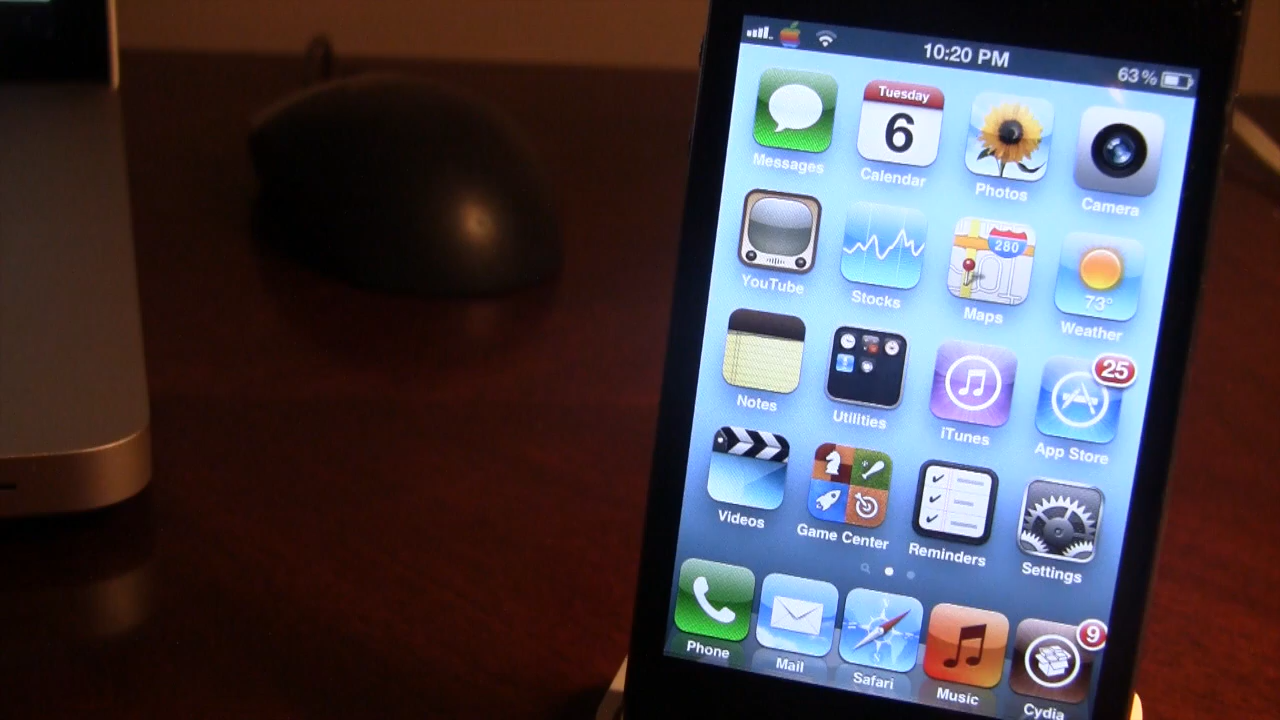 10:20 PM
63%
Tuesday
6
Messages
Calendar
Photos
Camera
280
73°
YouTube
Stocks
Maps
Weather
25
Notes
Utilities
iTunes
App Store
Videos
Game Center
Reminders
Settings
9
Phone
Mail
Safari
Music
Cydia